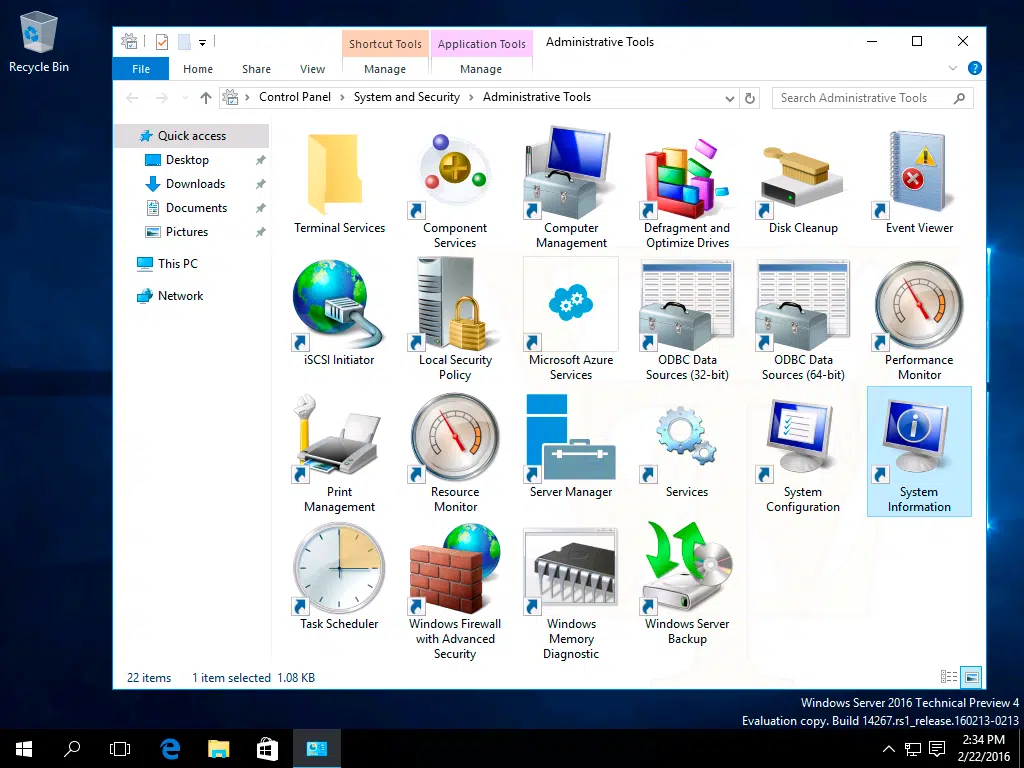 Recycle Bin
Shortcut Tools
Application Tools
Administrative Tools
File
Home
Share
View
Manage
Manage
Control Panel
System and Security
Administrative Tools
Search Administrative Tools
Quick access
Desktop
Downloads
Documents
Pictures
This PC
Network
Terminal Services
Component
Services
Computer
Management
Defragment and
Optimize Drives
Disk Cleanup
Event Viewer
iSCSI Initiator
Local Security
Policy
Microsoft Azure
Services
ODBC Data
Sources (32-bit)
ODBC Data
Sources (64-bit)
Performance
Monitor
Print
Management
Resource
Monitor
Server Manager
Services
System
Configuration
System
Information
Task Scheduler
Windows Firewall
with Advanced
Security
Windows
Memory
Diagnostic
Windows Server
Backup
22 items
1 item selected 1.08 KB
Windows Server 2016 Technical Preview 4
Evaluation copy. Build 14267.rs1_release.160213-0213
2:34 PM
2/22/2016